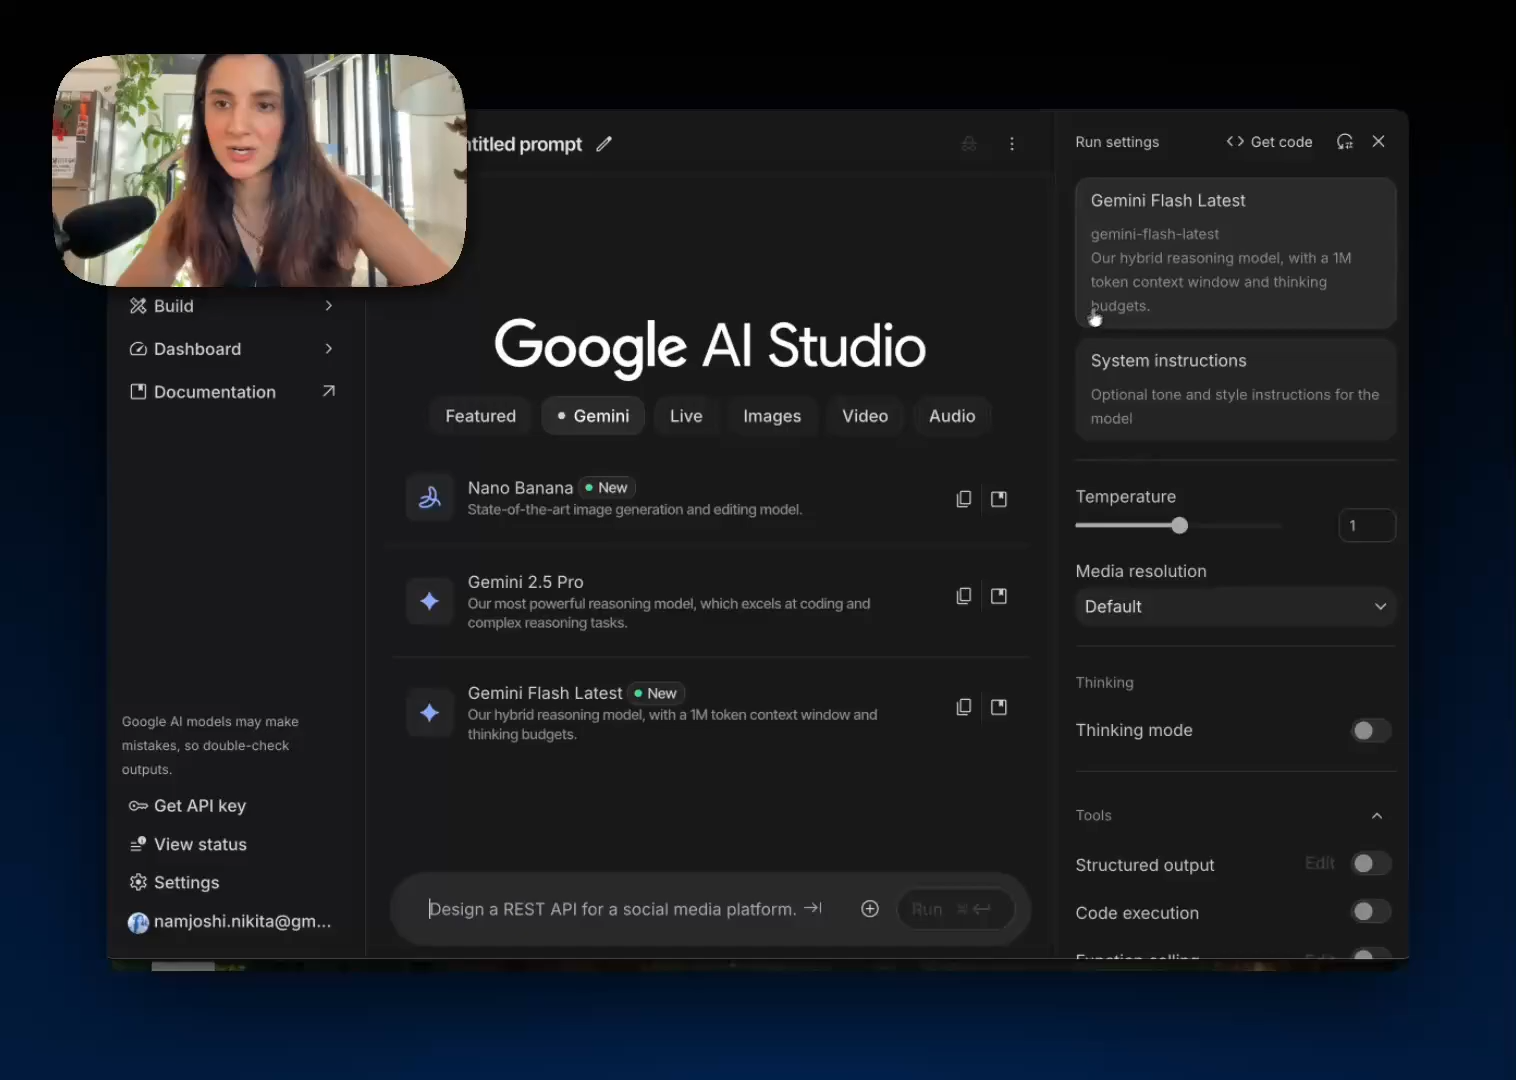 ntitled prompt
Run settings
Get code
Gemini Flash Latest
gemini-flash-latest
Our hybrid reasoning model, with a 1M
token context window and thinking
budgets.
System instructions
Optional tone and style instructions for the
model
Temperature
1
Media resolution
Default
Thinking
Thinking mode
Tools
Structured output
Edit
Code execution
Function calling
Edit
Build
Dashboard
Documentation
Google AI models may make
mistakes, so double-check
outputs.
Get API key
View status
Settings
namjoshi.nikita@gm...
Google AI Studio
Featured
Gemini
Live
Images
Video
Audio
Nano Banana
New
State-of-the-art image generation and editing model.
Gemini 2.5 Pro
Our most powerful reasoning model, which excels at coding and
complex reasoning tasks.
Gemini Flash Latest
New
Our hybrid reasoning model, with a 1M token context window and
thinking budgets.
Design a REST API for a social media platform.
Run ⌘↵